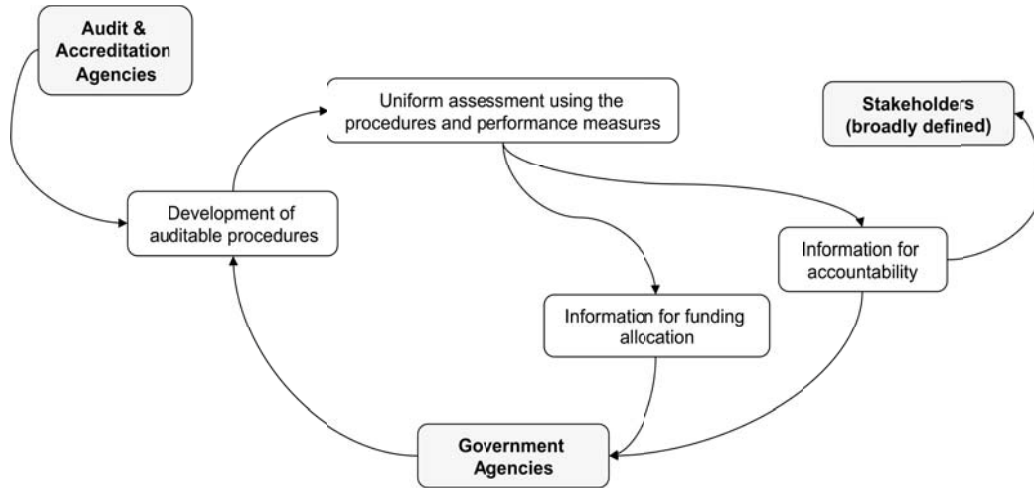 Audit &
Accreditation
Agencies
Uniform assessment using the
procedures and performance measures
Stakeholders
(broadly defined)
Development of
auditable procedures
Information for
accountability
Information for funding
allocation
Government
Agencies